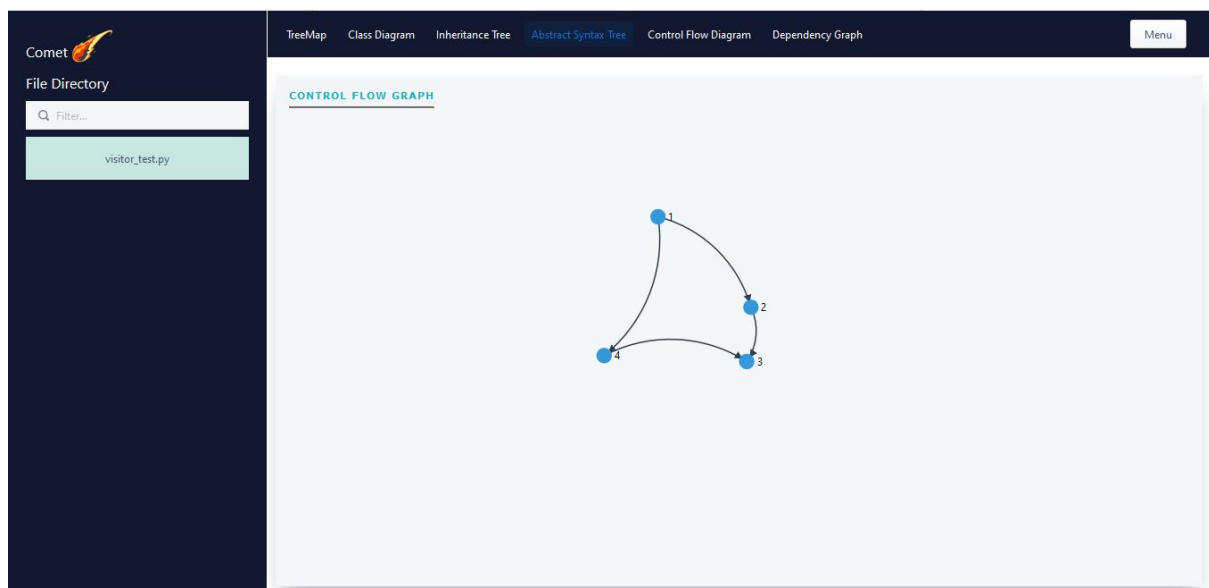 Comet
File Directory
Filter...
visitor_test.py
TreeMap Class Diagram Inheritance Tree Abstract Syntax Tree Control Flow Diagram Dependency Graph Menu
CONTROL FLOW GRAPH
1
2
4
3